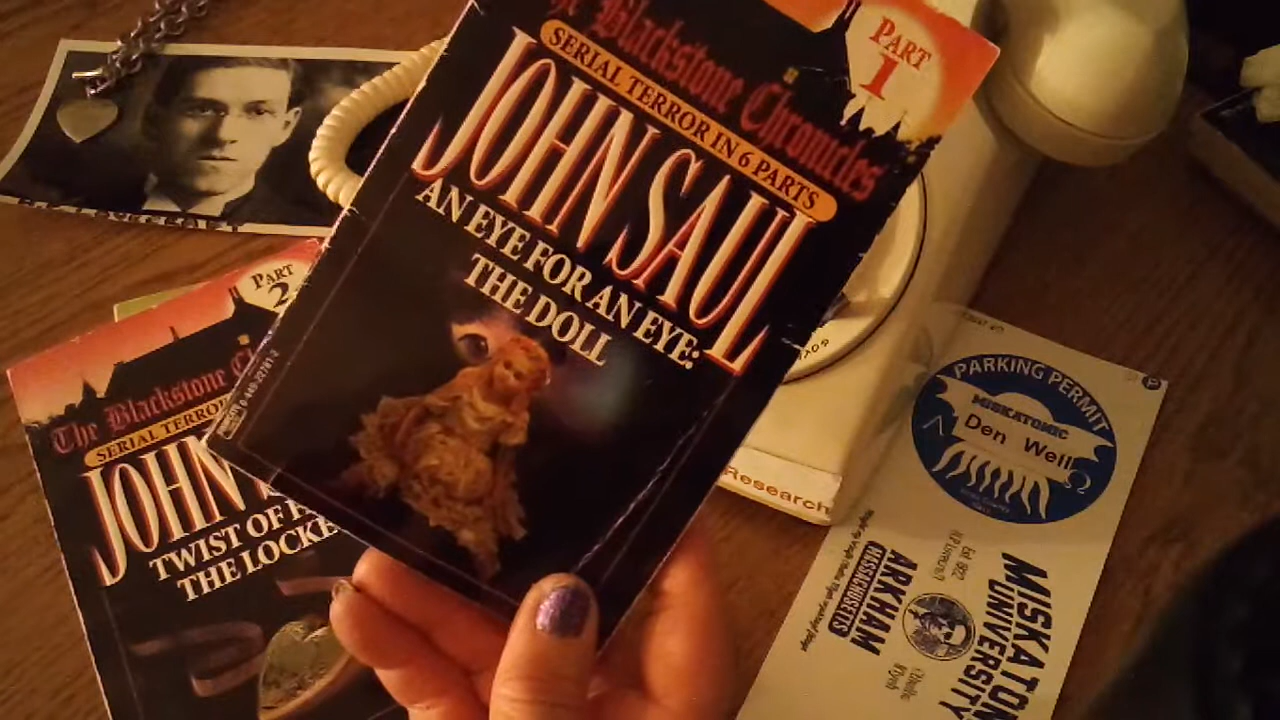 The Blackstone Chronicles
PART
1
SERIAL TERROR IN 6 PARTS
JOHN SAUL
AN EYE FOR AN EYE:
THE DOLL
PART
2
The Blackstone
SERIAL TERROR
JOHN
TWIST OF
THE LOCKE
Research
PARKING PERMIT
MISKATONIC
Den Well
MISKATON
UNIVERSITY
Est.
ARKHAM
MASSACHUSETTS